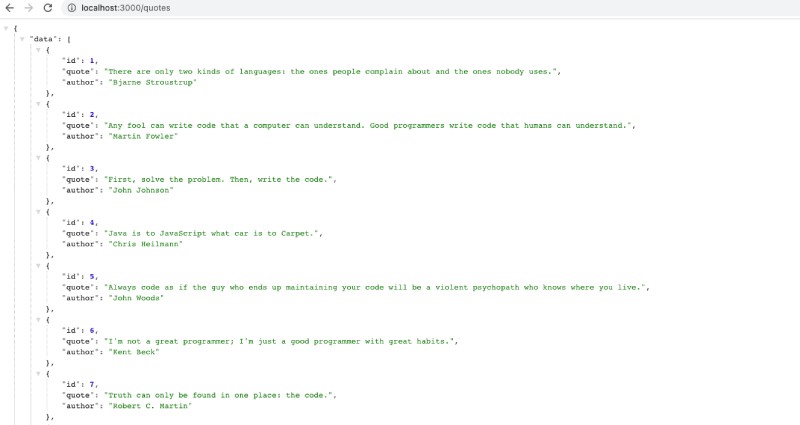 localhost:3000/quotes
{
"data": [
{
"id": 1,
"quote": "There are only two kinds of languages: the ones people complain about and the ones nobody uses.",
"author": "Bjarne Stroustrup"
},
{
"id": 2,
"quote": "Any fool can write code that a computer can understand. Good programmers write code that humans can understand.",
"author": "Martin Fowler"
},
{
"id": 3,
"quote": "First, solve the problem. Then, write the code.",
"author": "John Johnson"
},
{
"id": 4,
"quote": "Java is to JavaScript what car is to Carpet.",
"author": "Chris Heilmann"
},
{
"id": 5,
"quote": "Always code as if the guy who ends up maintaining your code will be a violent psychopath who knows where you live.",
"author": "John Woods"
},
{
"id": 6,
"quote": "I'm not a great programmer; I'm just a good programmer with great habits.",
"author": "Kent Beck"
},
{
"id": 7,
"quote": "Truth can only be found in one place: the code.",
"author": "Robert C. Martin"
},